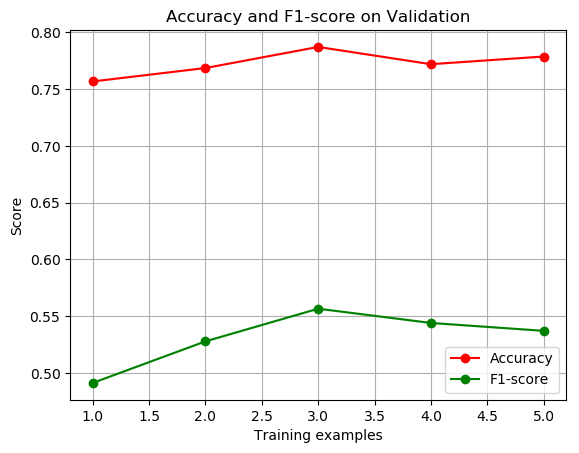 Accuracy and F1-score on Validation
0.80
0.75
0.70
0.65
0.60
0.55
0.50
Score
Accuracy
F1-score
1.0 1.5 2.0 2.5 3.0 3.5 4.0 4.5 5.0
Training examples